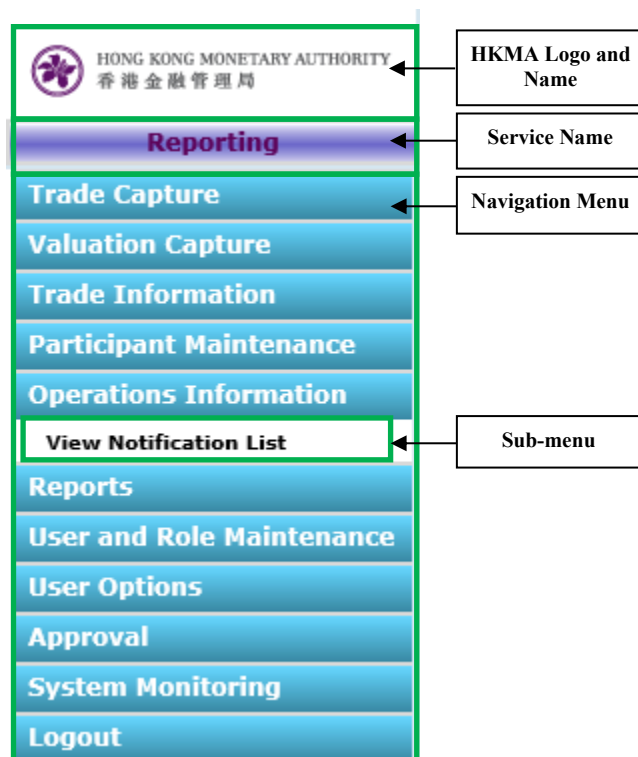 HONG KONG MONETARY AUTHORITY
香港金融管理局
HKMA Logo and
Name
Reporting
Service Name
Trade Capture
Navigation Menu
Valuation Capture
Trade Information
Participant Maintenance
Operations Information
View Notification List
Sub-menu
Reports
User and Role Maintenance
User Options
Approval
System Monitoring
Logout